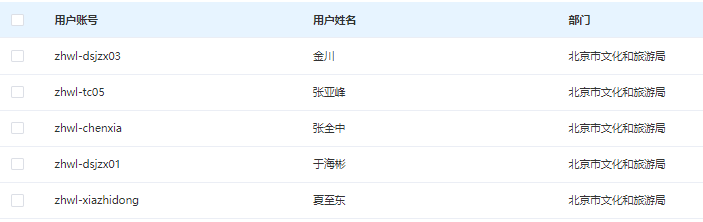 用户账号 用户姓名 部门
zhwl-dsjzx03 金川 北京市文化和旅游局
zhwl-tc05 张亚峰 北京市文化和旅游局
zhwl-chenxia 张全中 北京市文化和旅游局
zhwl-dsjzx01 于海彬 北京市文化和旅游局
zhwl-xiazhidong 夏至东 北京市文化和旅游局